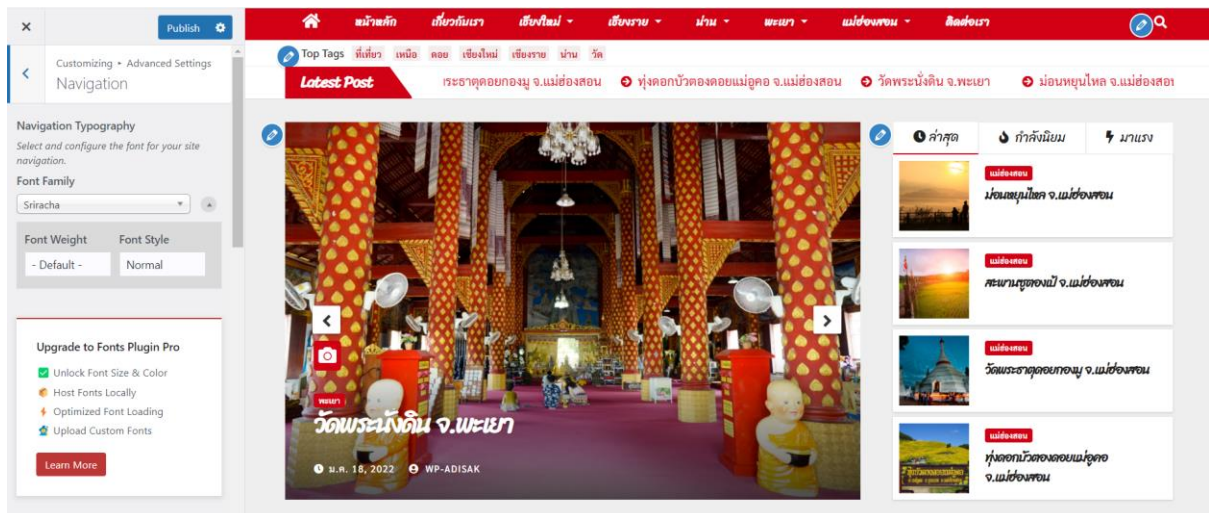 Publish
Customizing • Advanced Settings
Navigation
Navigation Typography
Select and configure the font for your site
navigation.
Font Family
Sriracha
Font Weight Font Style
- Default - Normal
Upgrade to Fonts Plugin Pro
Unlock Font Size & Color
Host Fonts Locally
Optimized Font Loading
Upload Custom Fonts
Learn More
หน้าหลัก เกี่ยวกับเรา เชียงใหม่ เชียงราย น่าน พะเยา แม่ฮ่องสอน ติดต่อเรา
Top Tags ที่เที่ยว เหนือ ดอย เชียงใหม่ เชียงราย น่าน วัด
Latest Post าระธาตุดอยกองมู จ.แม่ฮ่องสอน ทุ่งดอกบัวตองดอยแม่อูคอ จ.แม่ฮ่องสอน วัดพระนั่งดิน จ.พะเยา ม่อนหยุนไหล จ.แม่ฮ่องสอ
พะเยา
วัดพระนั่งดิน จ.พะเยา
ม.ค. 18, 2022 WP-ADISAK
ล่าสุด กำลังนิยม มาแรง
แม่ฮ่องสอน
ม่อนหยุนไหล จ.แม่ฮ่องสอน
แม่ฮ่องสอน
สะพานซูตองเป้ จ.แม่ฮ่องสอน
แม่ฮ่องสอน
วัดพระธาตุดอยกองมู จ.แม่ฮ่องสอน
แม่ฮ่องสอน
ทุ่งดอกบัวตองดอยแม่อูคอ
จ.แม่ฮ่องสอน